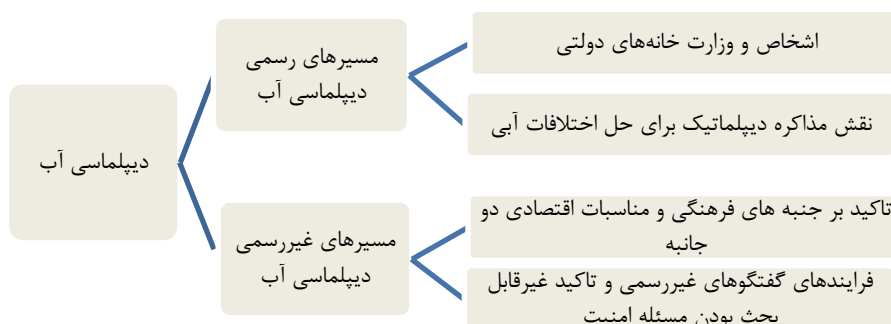 دیپلماسی آب
مسیرهای رسمی
دیپلماسی آب
اشخاص و وزارت خانه‌های دولتی
نقش مذاکره دیپلماتیک برای حل اختلافات آبی
مسیرهای غیررسمی
دیپلماسی آب
تاکید بر جنبه های فرهنگی و مناسبات اقتصادی دو
جانبه
فرایندهای گفتگوهای غیررسمی و تاکید غیرقابل
بحث بودن مسئله امنیت